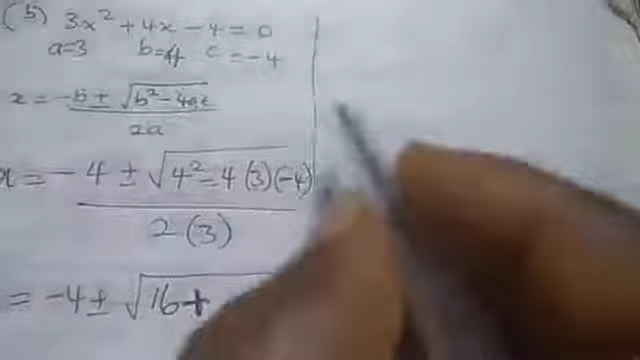 (b) 3x² + 4x - 4 = 0
a=3 b=4 c=-4
x = -b ± √(b² - 4ac)
2a
x = -4 ± √(4² - 4(3)(-4))
2(3)
= -4 ± √(16+